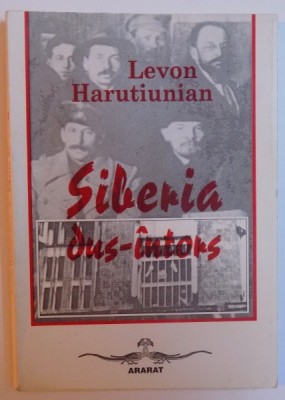 Levon
Harutiunian
Siberia
dus-întors
ARARAT